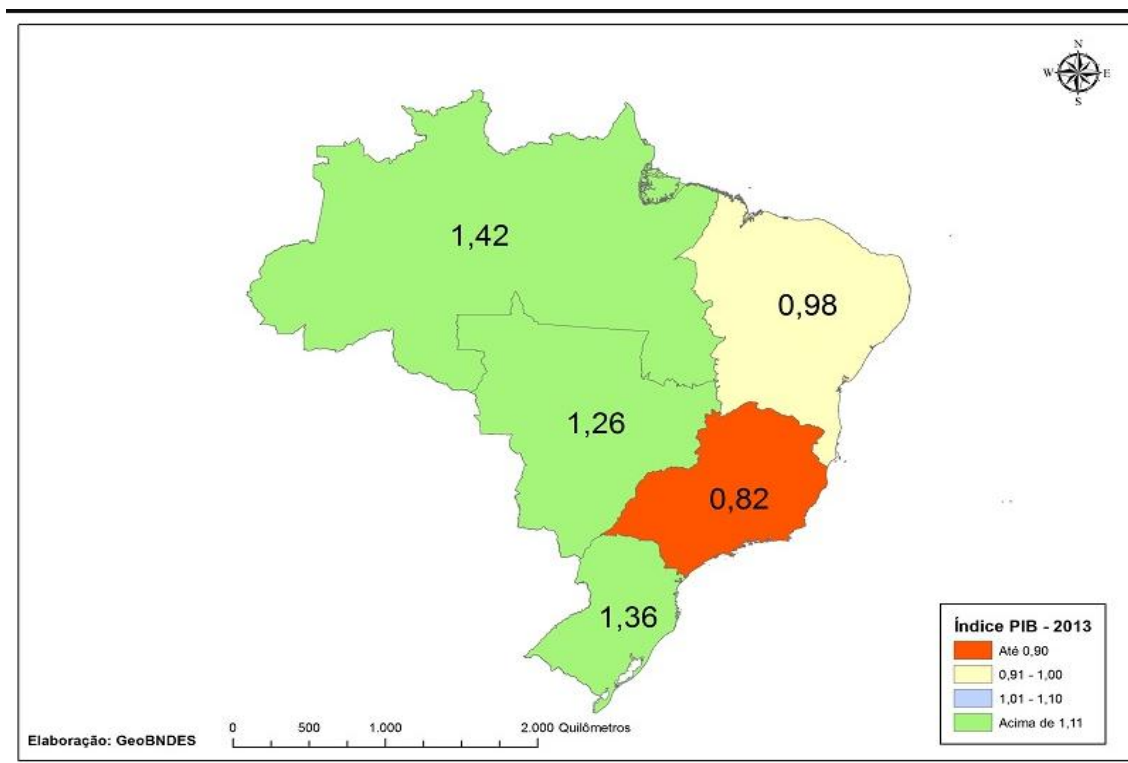 N
W E
S
1,42
0,98
1,26
0,82
1,36
Índice PIB - 2013
Até 0,90
0,91 - 1,00
1,01 - 1,10
Acima de 1,11
0 500 1.000 2.000 Quilômetros
Elaboração: GeoBNDES